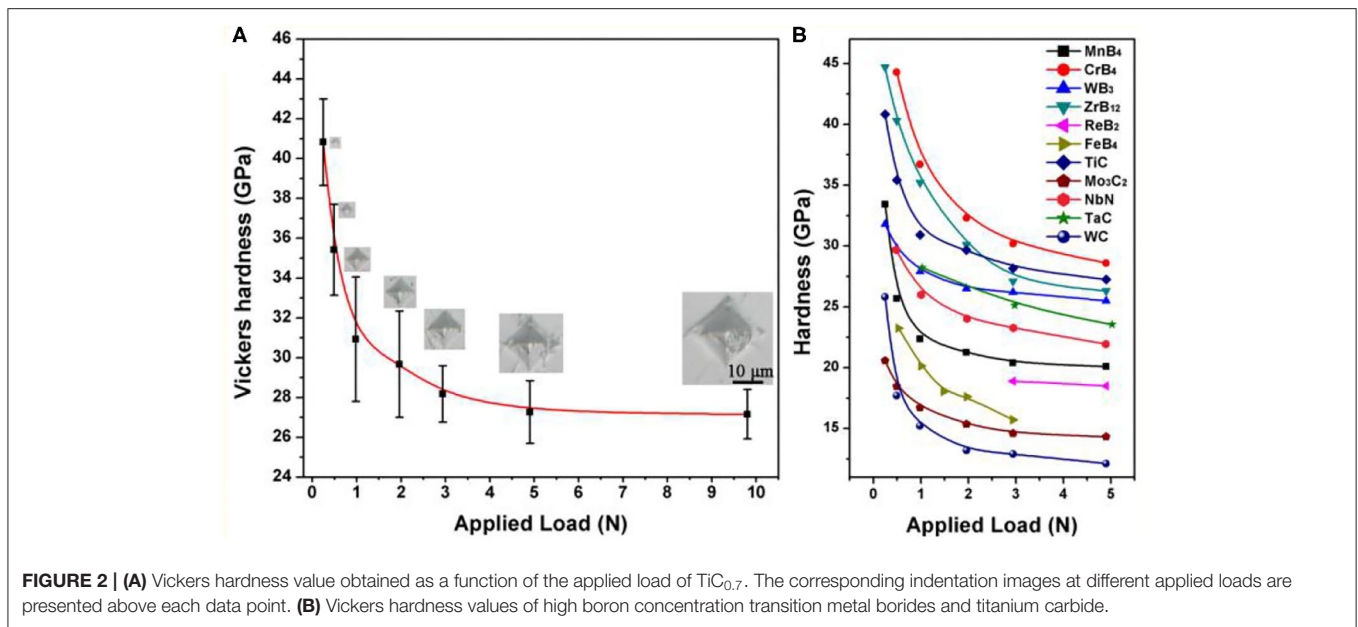 A
46
44
42
40
38
36
34
32
30
28
26
24
Vickers hardness (GPa)
0 1 2 3 4 5 6 7 8 9 10
Applied Load (N)
10 μm
B
45
40
35
30
25
20
15
Hardness (GPa)
0 1 2 3 4 5
Applied Load (N)
MnB₄
CrB₄
WB₃
ZrB₁₂
ReB₂
FeB₄
TiC
Mo₃C₂
NbN
TaC
WC
FIGURE 2 | (A) Vickers hardness value obtained as a function of the applied load of TiC₀.₇. The corresponding indentation images at different applied loads are
presented above each data point. (B) Vickers hardness values of high boron concentration transition metal borides and titanium carbide.